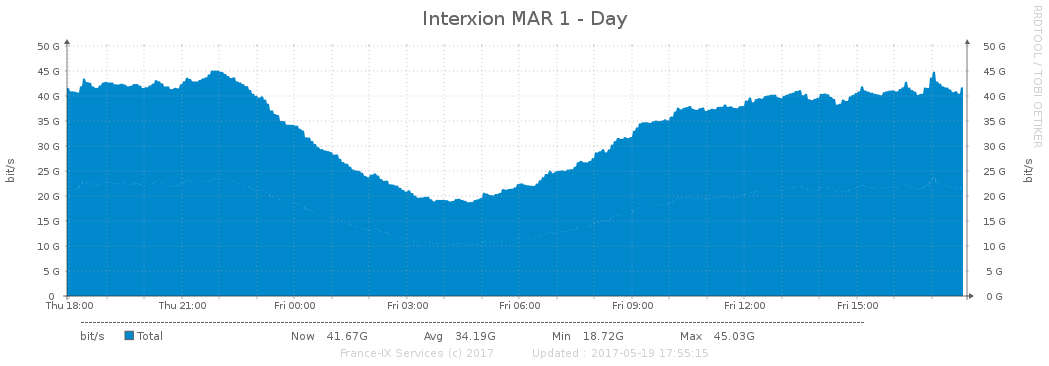 Interxion MAR 1 - Day
RRDTOOL / TOBI OETIKER
50 G 50 G
45 G 45 G
40 G 40 G
35 G 35 G
30 G 30 G
25 G 25 G
20 G 20 G
15 G 15 G
10 G 10 G
5 G 5 G
0 0 G
bit/s bit/s
Thu 18:00 Thu 21:00 Fri 00:00 Fri 03:00 Fri 06:00 Fri 09:00 Fri 12:00 Fri 15:00
bit/s Total Now 41.67G Avg 34.19G Min 18.72G Max 45.03G
France-IX Services (c) 2017 Updated : 2017-05-19 17:55:15